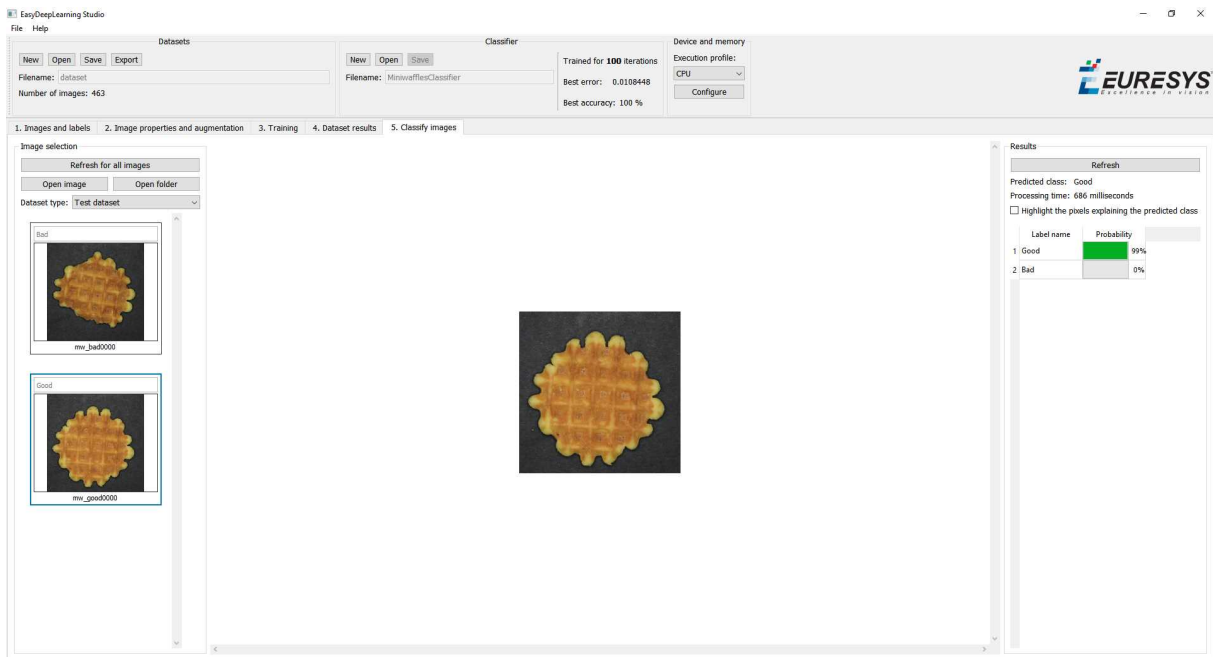 EasyDeepLearning Studio
File Help
Datasets
New Open Save Export
Filename: dataset
Number of images: 463
Classifier
New Open Save
Filename: MiniwafflesClassifier
Trained for 100 iterations
Best error: 0.0108448
Best accuracy: 100 %
Device and memory
Execution profile:
CPU
Configure
EURESYS
Excellence in vision
1. Images and labels 2. Image properties and augmentation 3. Training 4. Dataset results 5. Classify images
Image selection
Refresh for all images
Open image Open folder
Dataset type: Test dataset
Bad
mw_bad0000
Good
mw_good0000
Results
Refresh
Predicted class: Good
Processing time: 686 milliseconds
Highlight the pixels explaining the predicted class
Label name Probability
1 Good 99%
2 Bad 0%